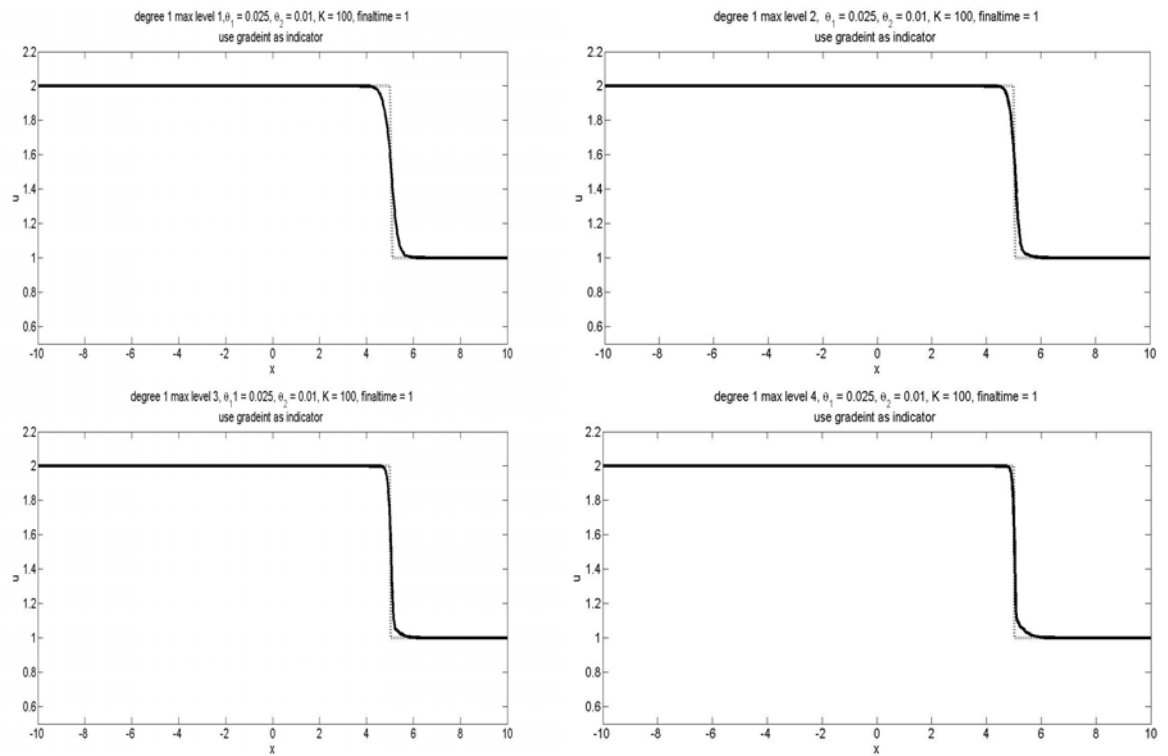 degree 1 max level 1,θ₁ = 0.025, θ₂ = 0.01, K = 100, finaltime = 1
use gradeint as indicator
2.2
2
1.8
1.6
1.4
1.2
1
0.8
0.6
u
-10 -8 -6 -4 -2 0 2 4 6 8 10
x
degree 1 max level 2, θ₁ = 0.025, θ₂ = 0.01, K = 100, finaltime = 1
use gradeint as indicator
2.2
2
1.8
1.6
1.4
1.2
1
0.8
0.6
u
-10 -8 -6 -4 -2 0 2 4 6 8 10
x
degree 1 max level 3, θ₁1 = 0.025, θ₂ = 0.01, K = 100, finaltime = 1
use gradeint as indicator
2.2
2
1.8
1.6
1.4
1.2
1
0.8
0.6
u
-10 -8 -6 -4 -2 0 2 4 6 8 10
x
degree 1 max level 4, θ₁ = 0.025, θ₂ = 0.01, K = 100, finaltime = 1
use gradeint as indicator
2.2
2
1.8
1.6
1.4
1.2
1
0.8
0.6
u
-10 -8 -6 -4 -2 0 2 4 6 8 10
x